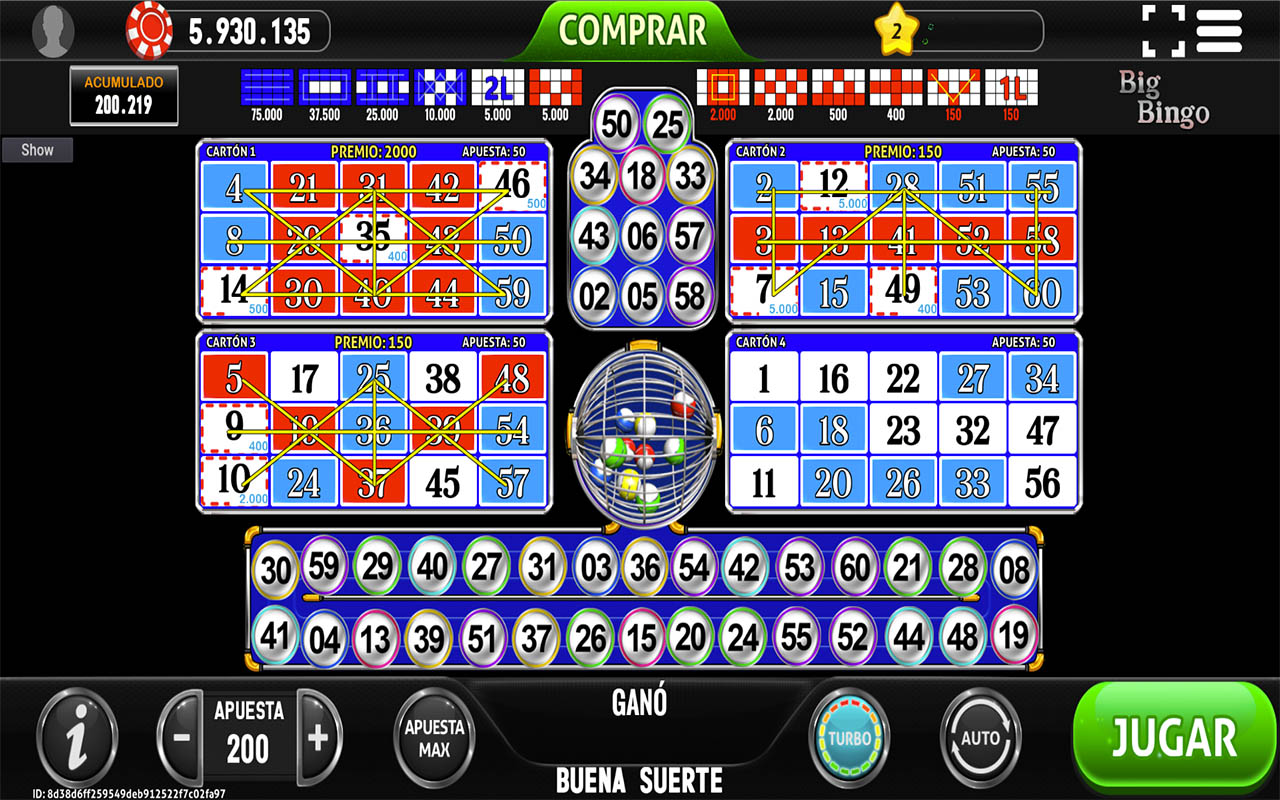 5.930.135
COMPRAR
2
ACUMULADO
200.219
2L
1L
75.000 37.500 25.000 10.000 5.000 5.000
2.000 2.000 500 400 150 150
Big
Bingo
Show
50 25
34 18 33
43 06 57
02 05 58
CARTÓN 1 PREMIO: 2000 APUESTA: 50
4 21 31 42 46
500
8 29 35 43 50
400
14 30 40 44 59
500
CARTÓN 2 PREMIO: 150 APUESTA: 50
2 12 28 51 55
5.000
3 13 41 52 58
7 15 49 53 60
5.000 400
CARTÓN 3 PREMIO: 150 APUESTA: 50
5 17 25 38 48
9 19 36 39 54
400
10 24 37 45 57
2.000
CARTÓN 4 APUESTA: 50
1 16 22 27 34
6 18 23 32 47
11 20 26 33 56
30 59 29 40 27 31 03 36 54 42 53 60 21 28 08
41 04 13 39 51 37 26 15 20 24 55 52 44 48 19
i
-
APUESTA
200
+
APUESTA
MAX
GANÓ
BUENA SUERTE
TURBO
AUTO
JUGAR
ID: 8d38d6ff259549deb912522f7c02fa97